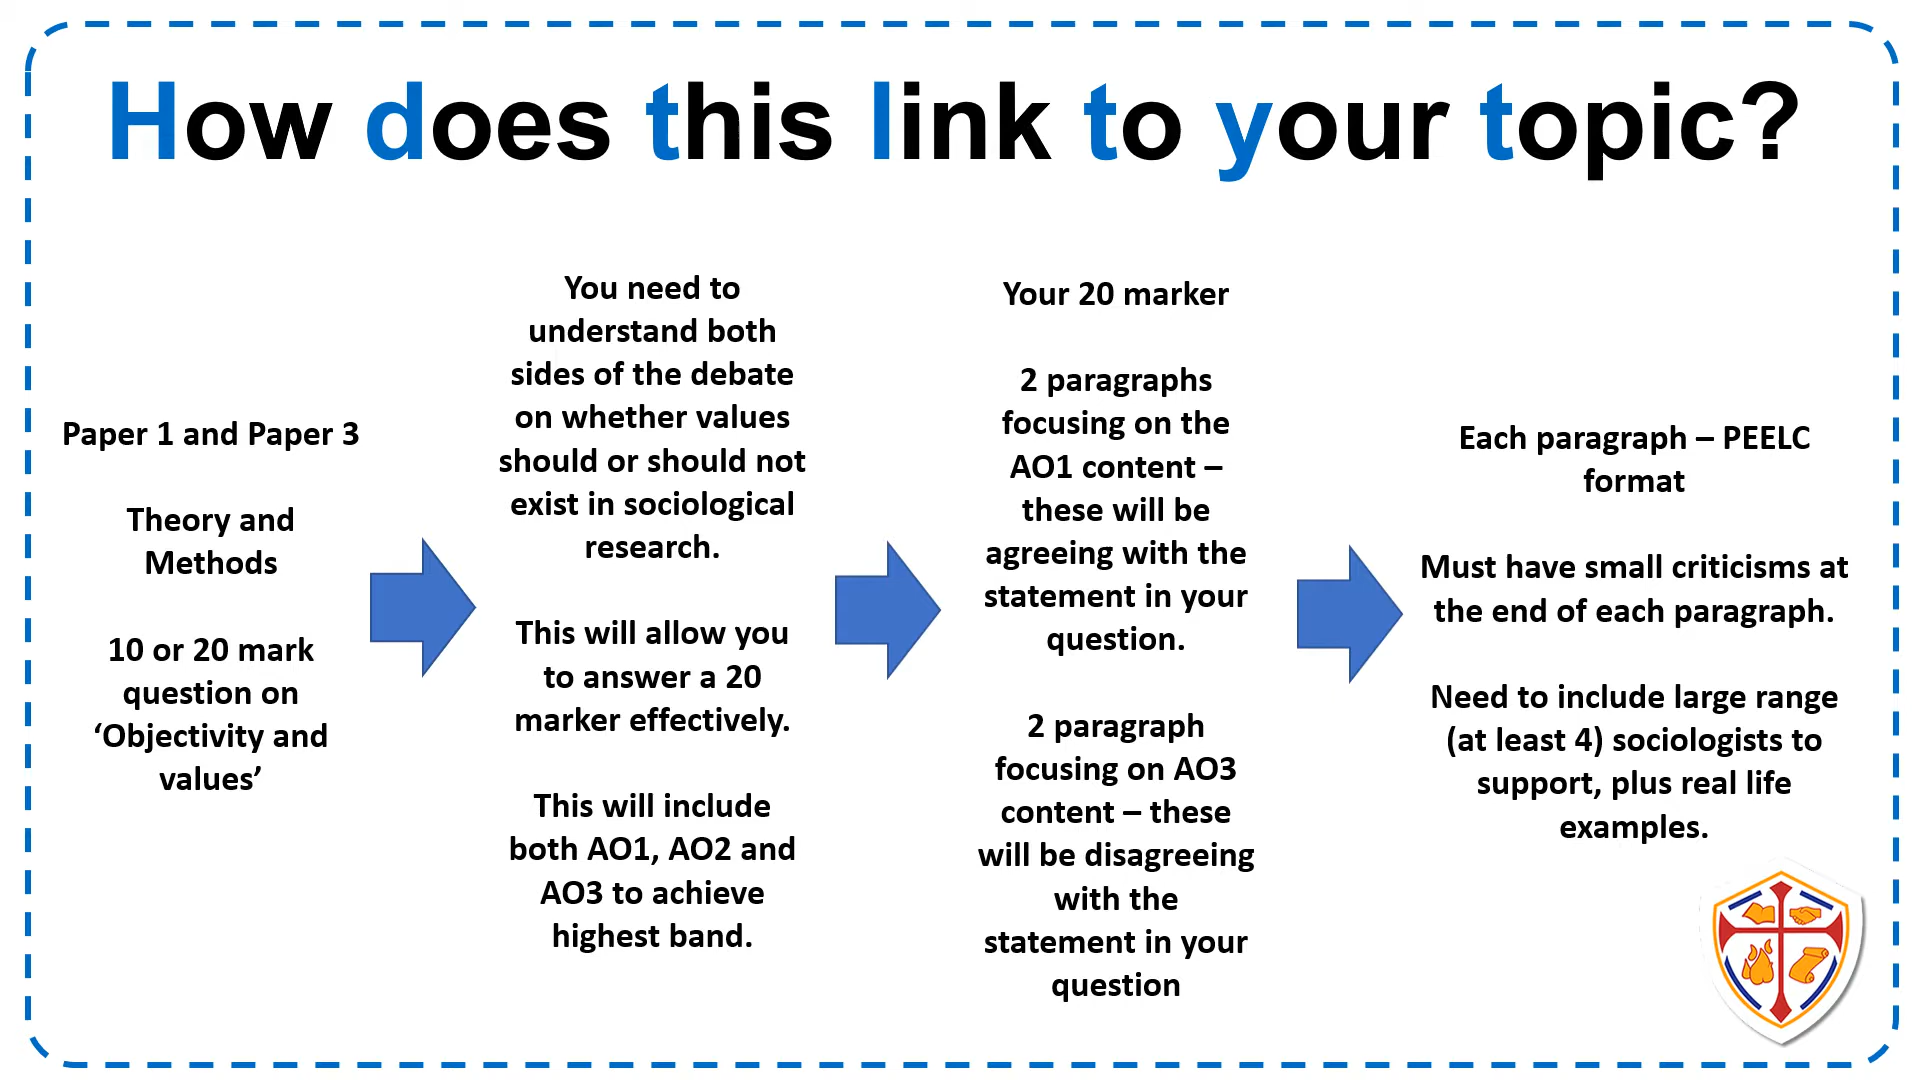 How does this link to your topic?
Paper 1 and Paper 3
Theory and
Methods
10 or 20 mark
question on
‘Objectivity and
values’
You need to
understand both
sides of the debate
on whether values
should or should not
exist in sociological
research.
This will allow you
to answer a 20
marker effectively.
This will include
both AO1, AO2 and
AO3 to achieve
highest band.
Your 20 marker
2 paragraphs
focusing on the
AO1 content –
these will be
agreeing with the
statement in your
question.
2 paragraph
focusing on AO3
content – these
will be disagreeing
with the
statement in your
question
Each paragraph – PEELC
format
Must have small criticisms at
the end of each paragraph.
Need to include large range
(at least 4) sociologists to
support, plus real life
examples.